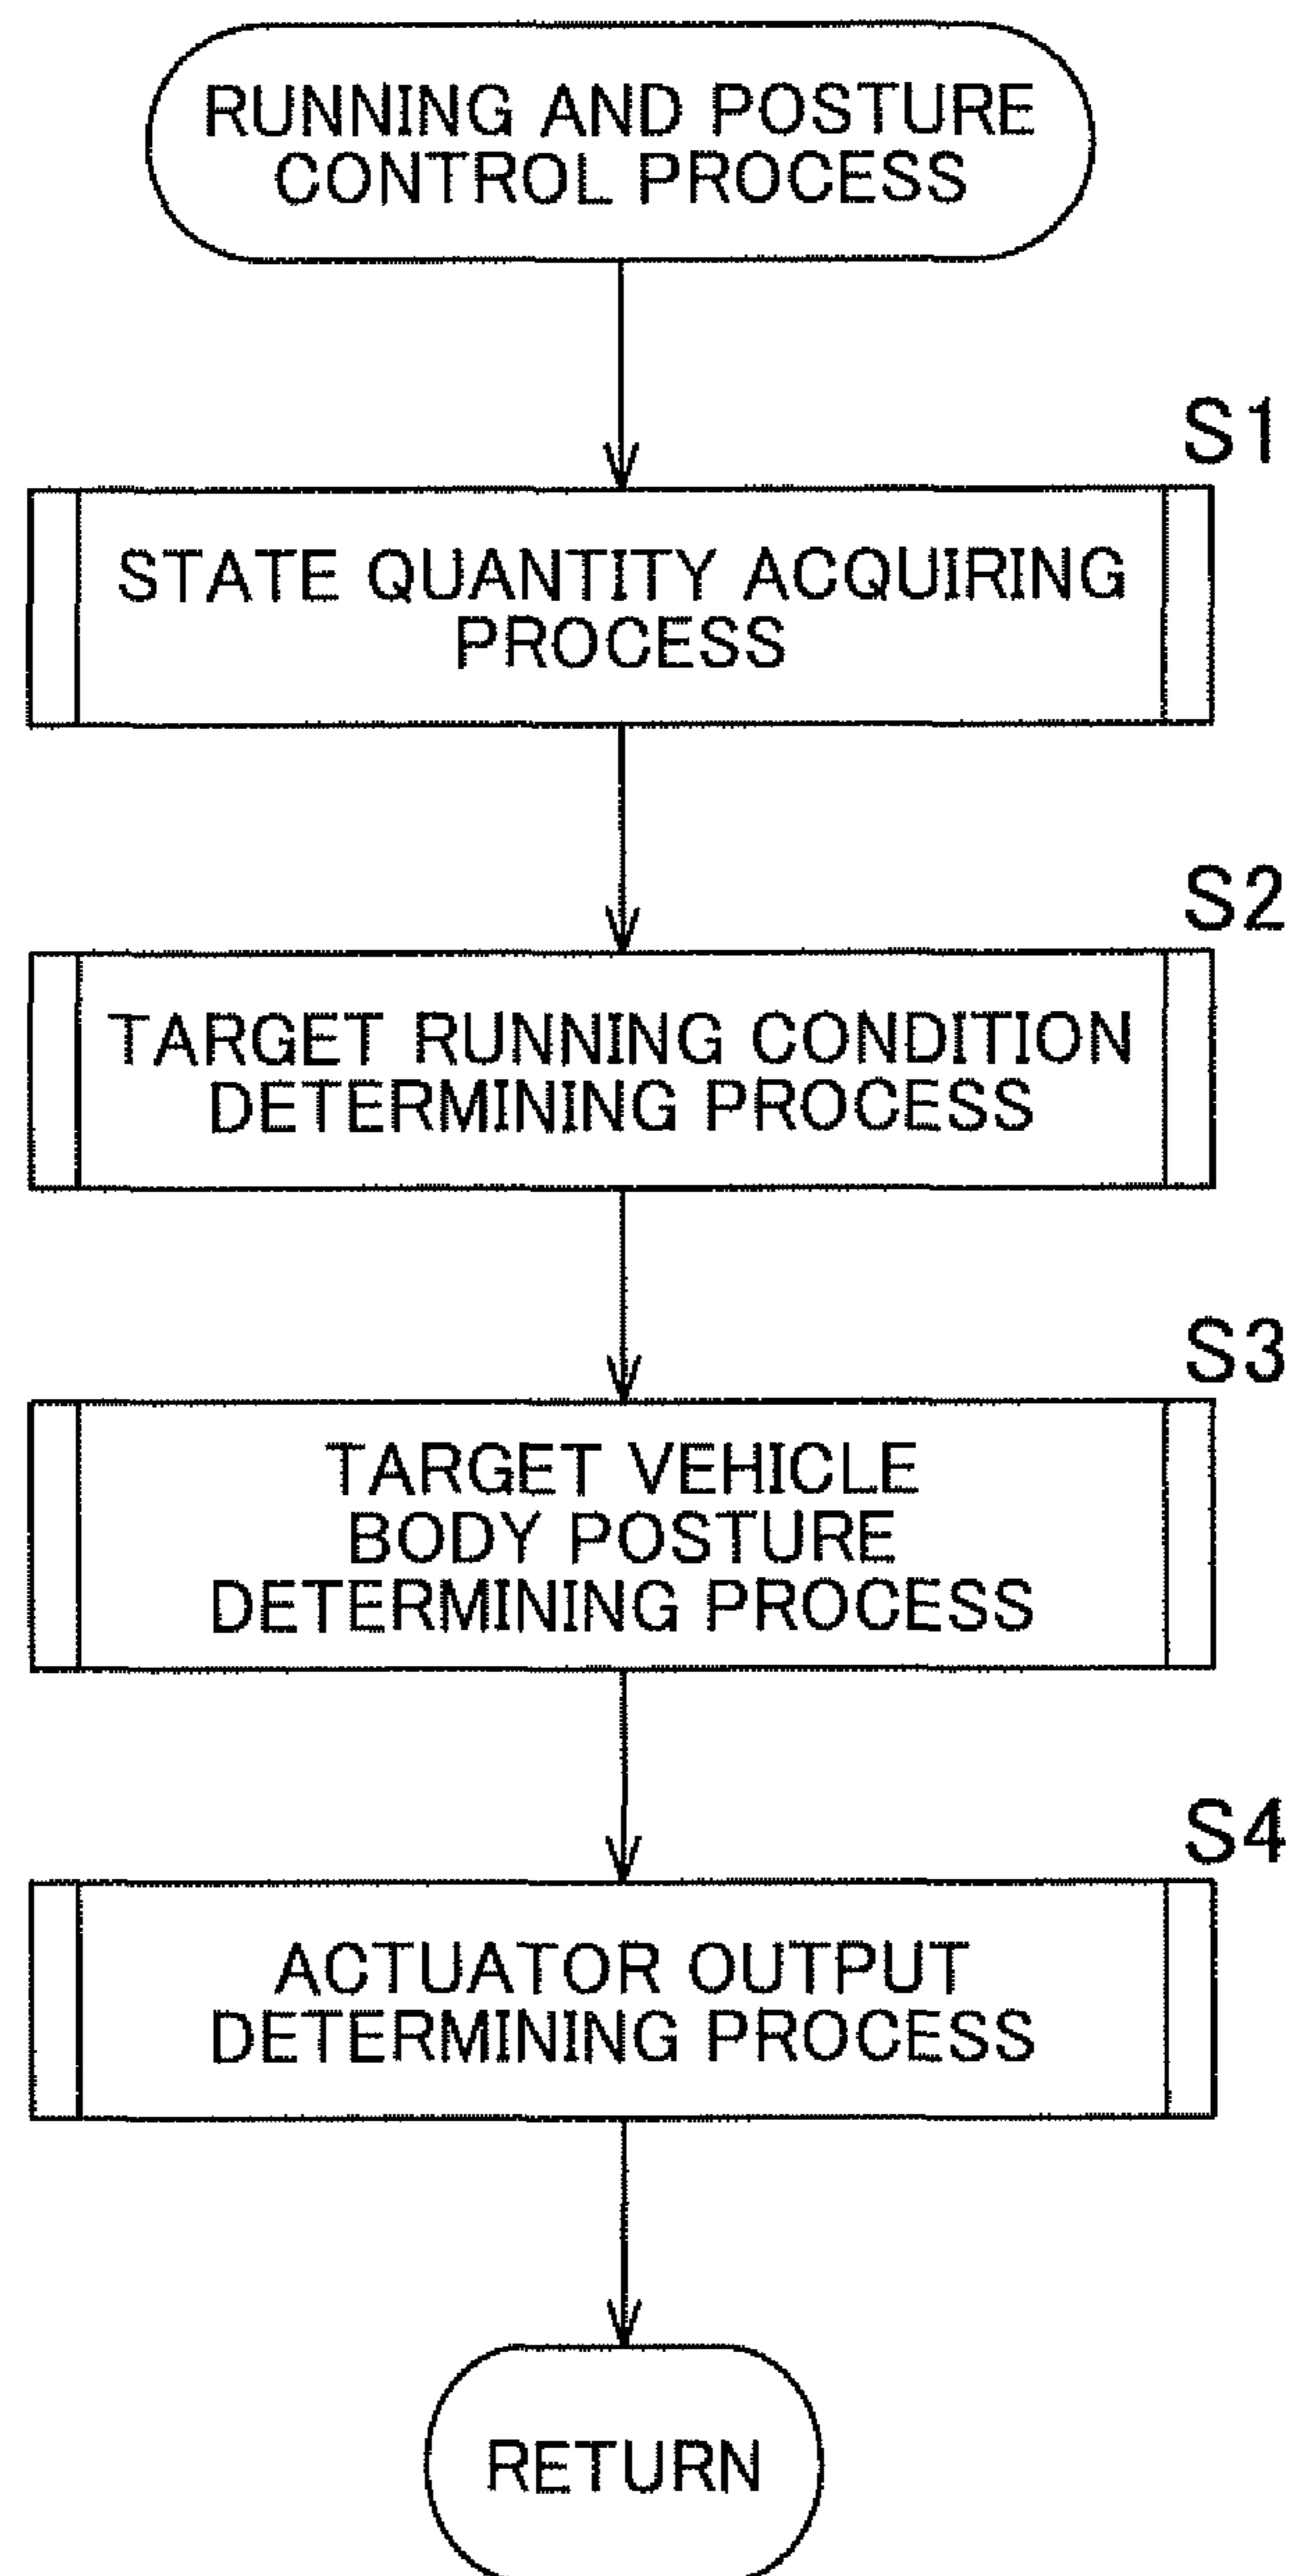 RUNNING AND POSTURE
CONTROL PROCESS
S1
STATE QUANTITY ACQUIRING
PROCESS
S2
TARGET RUNNING CONDITION
DETERMINING PROCESS
S3
TARGET VEHICLE
BODY POSTURE
DETERMINING PROCESS
S4
ACTUATOR OUTPUT
DETERMINING PROCESS
RETURN